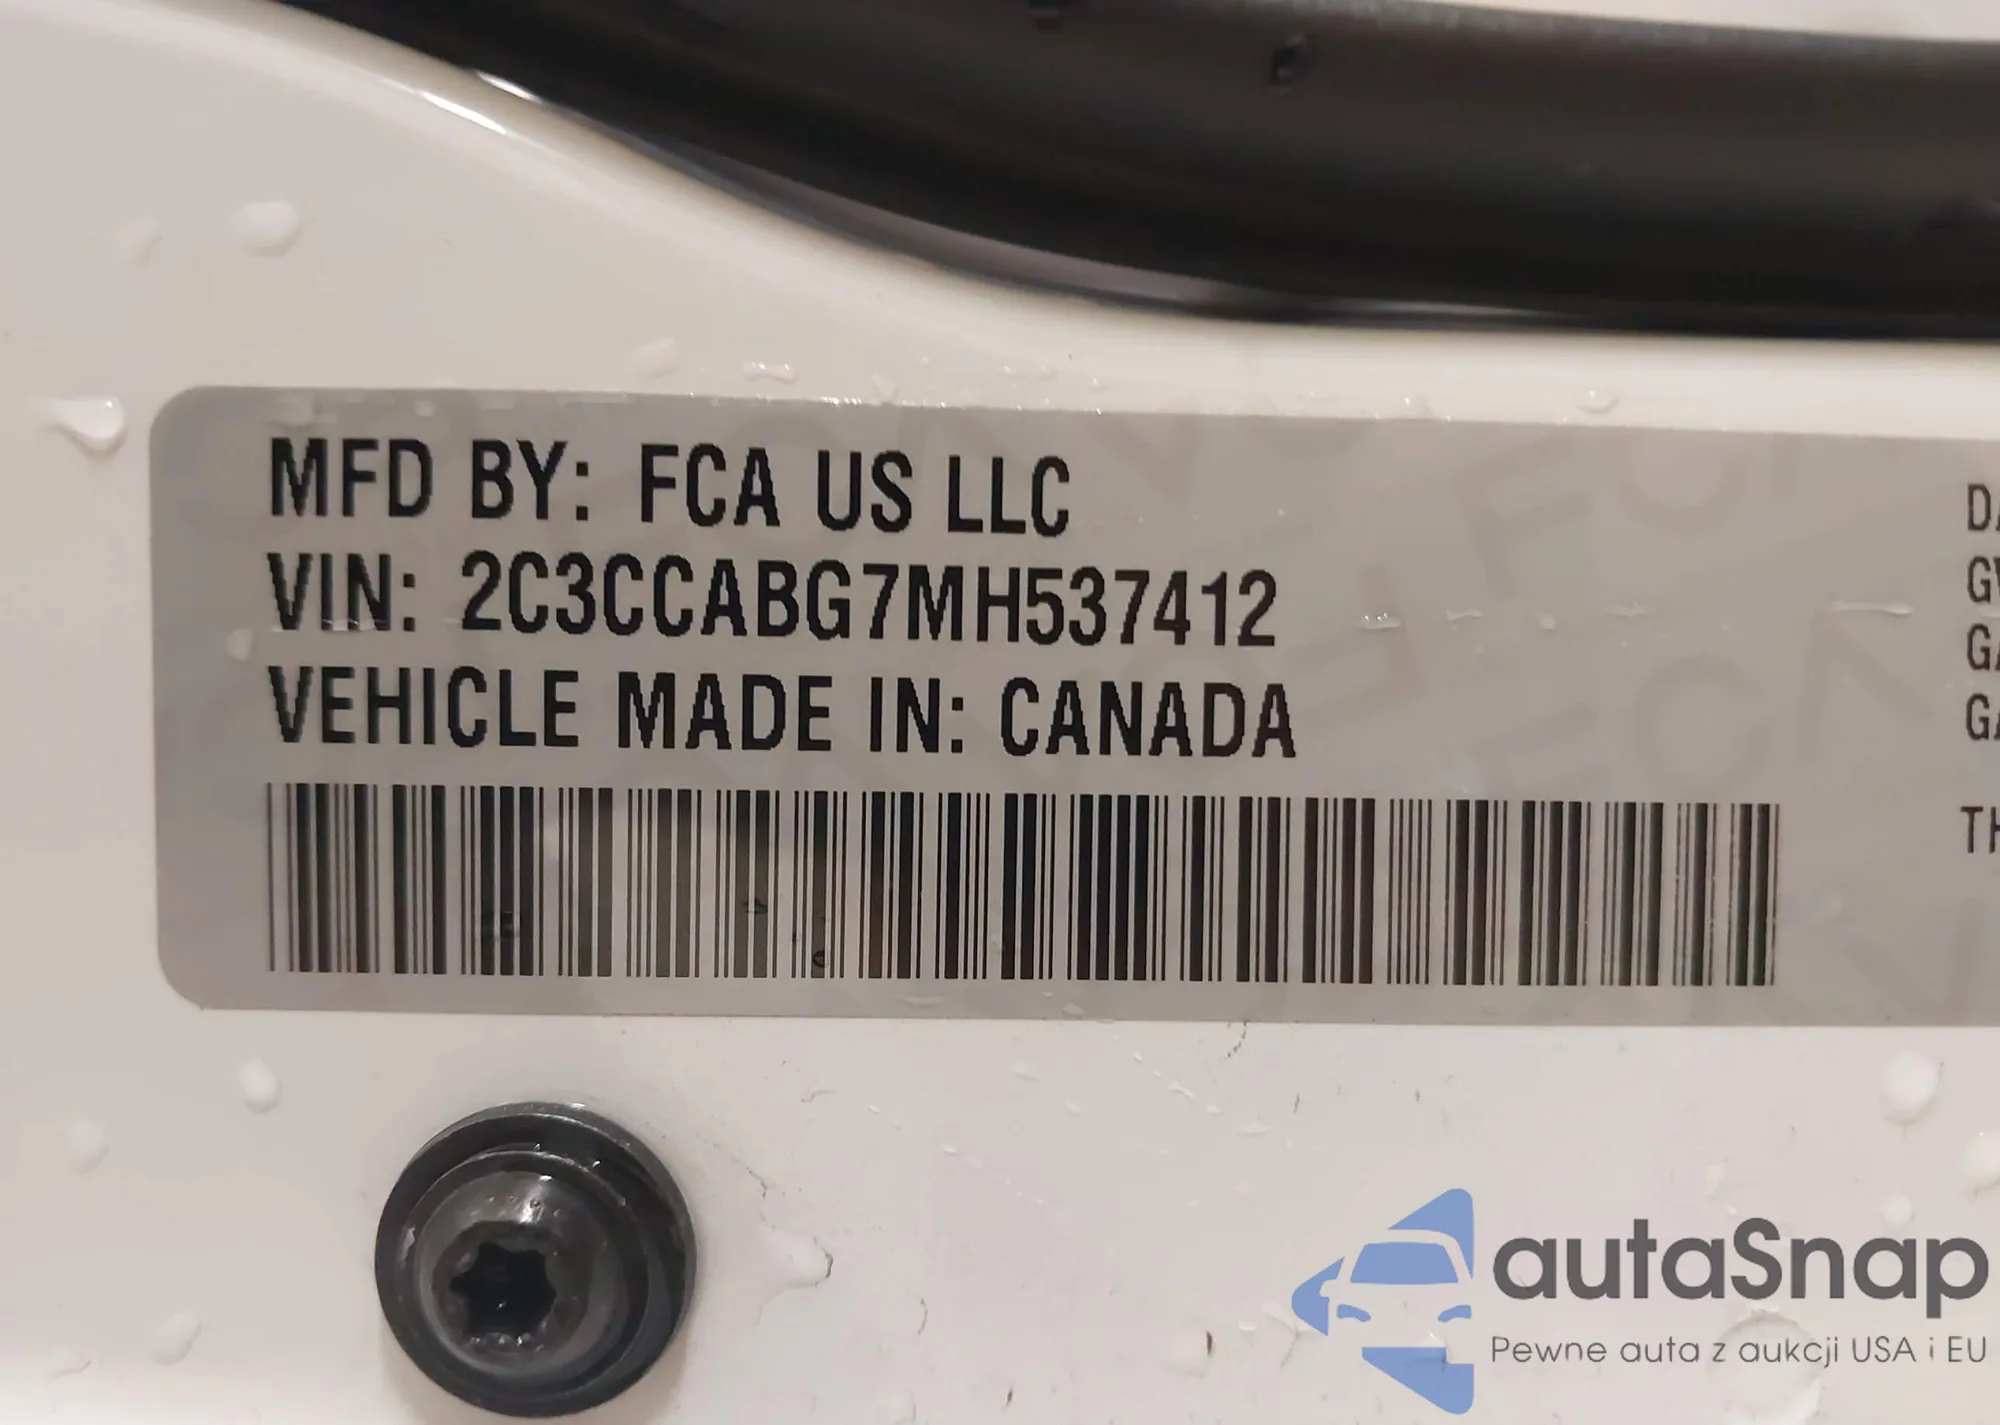 MFD BY: FCA US LLC
VIN: 2C3CCABG7MH537412
VEHICLE MADE IN: CANADA
autaSnap
Pewne auta z aukcji USA i EU